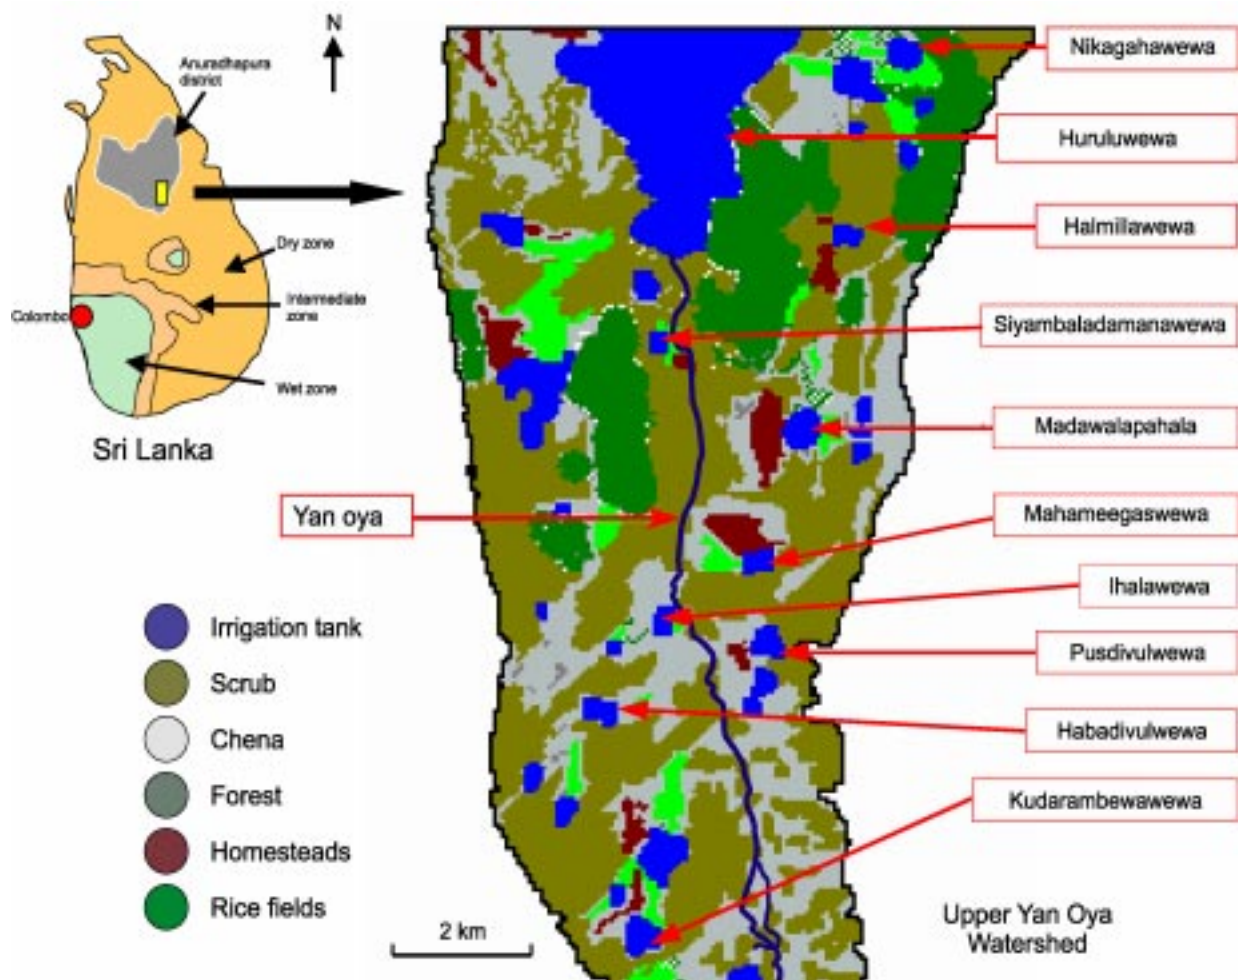 N
Anuradhapura
district
Dry zone
Intermediate
zone
Colombo
Wet zone
Sri Lanka
Nikagahawewa
Huruluwewa
Halmillawewa
Siyambaladamanawewa
Madawalapahala
Yan oya
Mahameegaswewa
Ihalawewa
Pusdivulwewa
Habadivulwewa
Kudarambewawewa
Irrigation tank
Scrub
Chena
Forest
Homesteads
Rice fields
2 km
Upper Yan Oya
Watershed